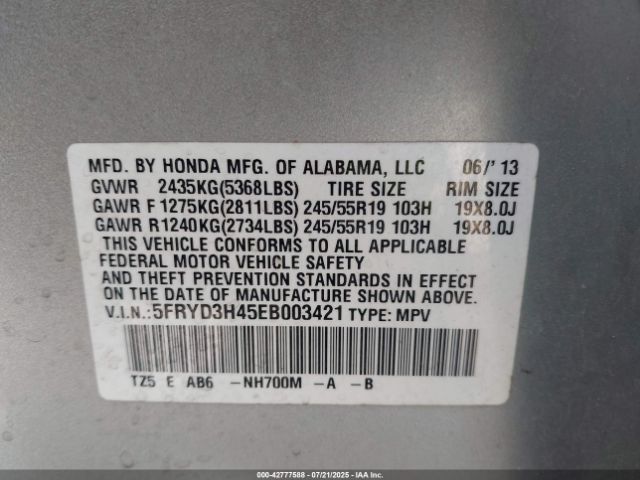 MFD. BY HONDA MFG. OF ALABAMA, LLC 06/' 13
GVWR 2435KG(5368LBS) TIRE SIZE RIM SIZE
GAWR F 1275KG(2811LBS) 245/55R19 103H 19X8.0J
GAWR R 1240KG(2734LBS) 245/55R19 103H 19X8.0J
THIS VEHICLE CONFORMS TO ALL APPLICABLE
FEDERAL MOTOR VEHICLE SAFETY
AND THEFT PREVENTION STANDARDS IN EFFECT
ON THE DATE OF MANUFACTURE SHOWN ABOVE.
V.I.N.:5FRYD3H45EB003421 TYPE: MPV
TZ5 E AB6 -NH700M -A -B
000-42777588 - 07/21/2025 - IAA Inc.